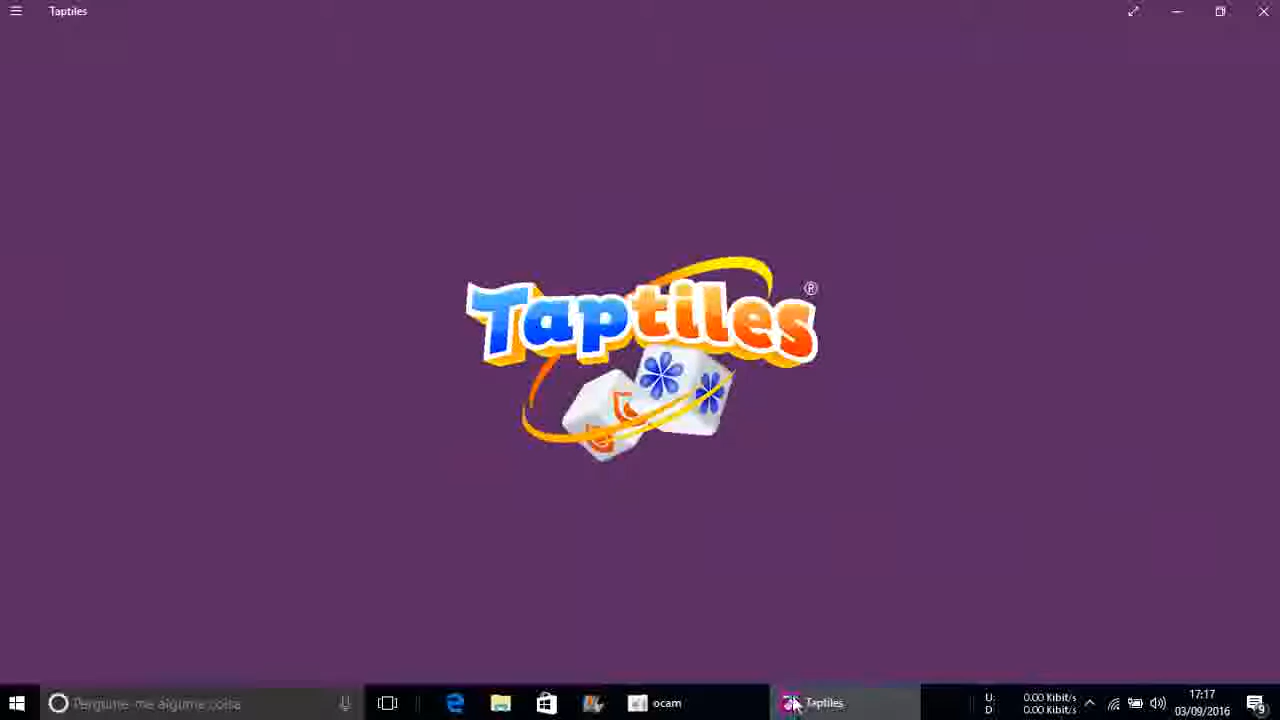 Taptiles
Taptiles®
Pergunte-me alguma coisa
ocam
Taptiles
U: 0.00 Kibit/s
D: 0.00 Kibit/s
17:17
03/09/2016
9